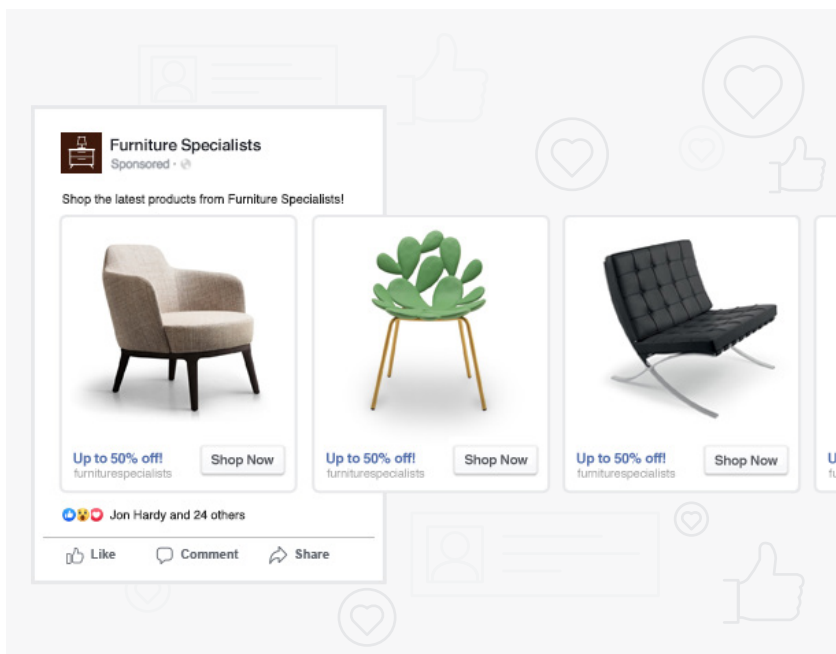 Furniture Specialists
Sponsored ·
Shop the latest products from Furniture Specialists!
Up to 50% off!
furniturespecialists
Shop Now
Up to 50% off!
furniturespecialists
Shop Now
Up to 50% off!
furniturespecialists
Shop Now
Jon Hardy and 24 others
Like
Comment
Share